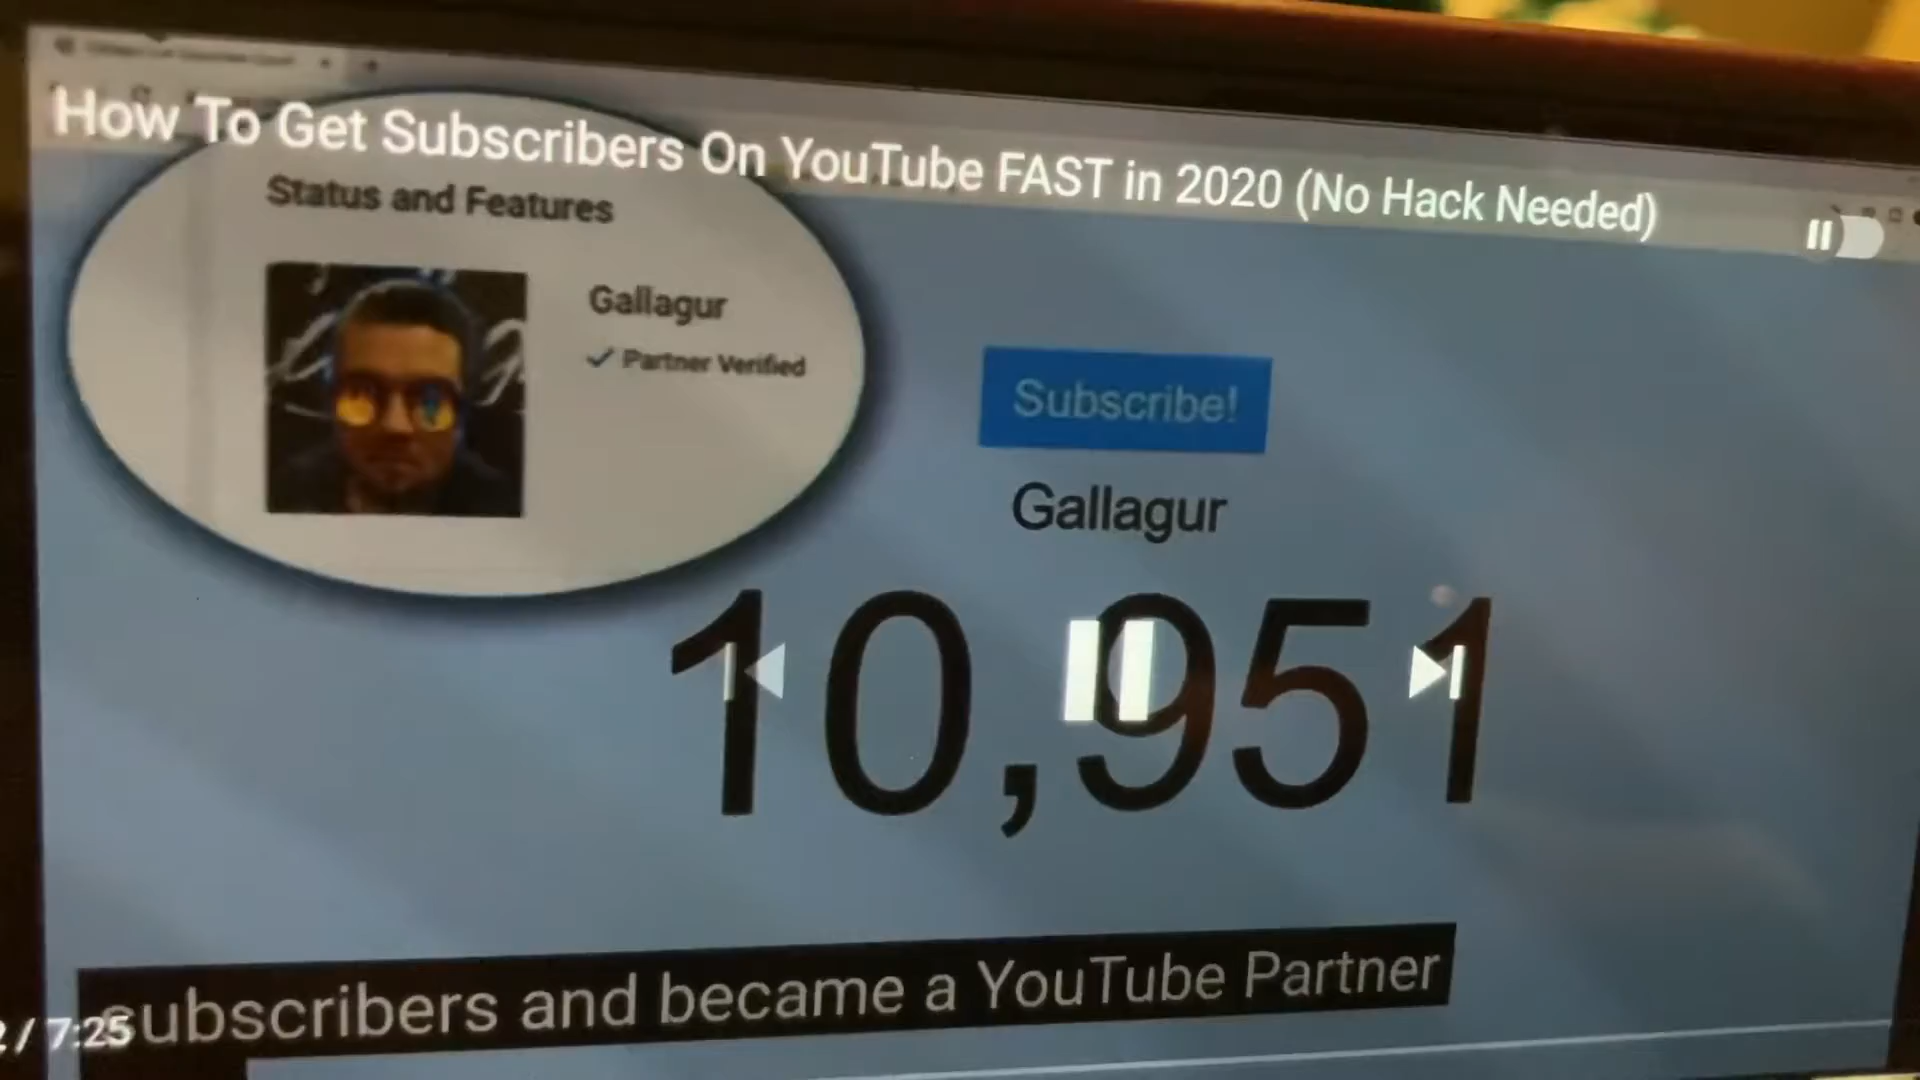 How To Get Subscribers On YouTube FAST in 2020 (No Hack Needed)
Status and Features
Gallagur
✓ Partner Verified
Subscribe!
Gallagur
10,951
subscribers and became a YouTube Partner
/ 7:25